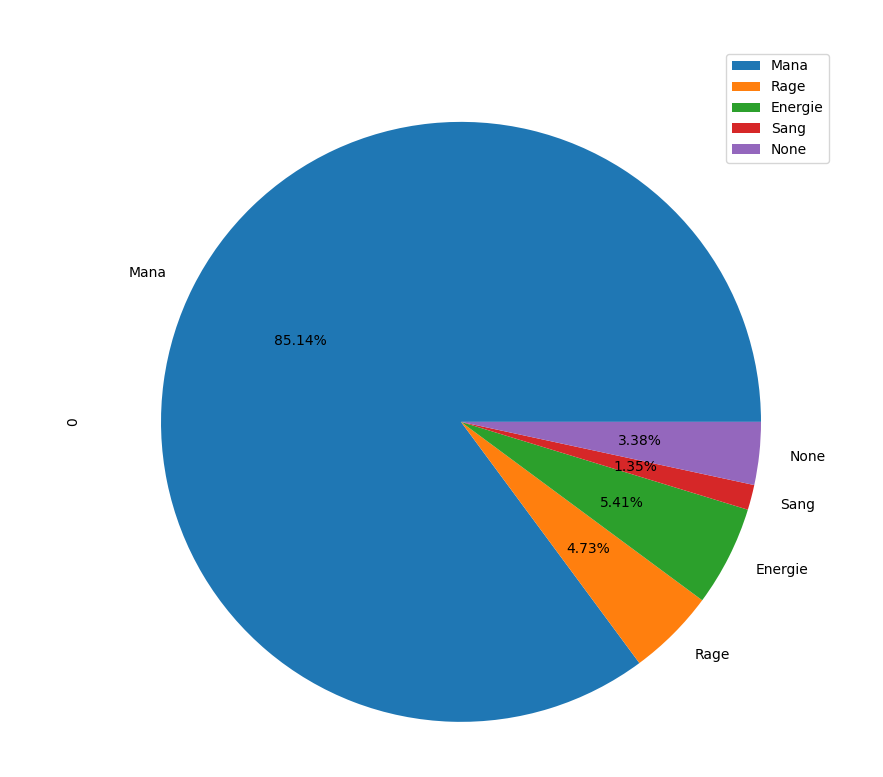 Mana
Rage
Energie
Sang
None
Mana
85.14%
0
3.38%
None
1.35%
Sang
5.41%
4.73%
Energie
Rage